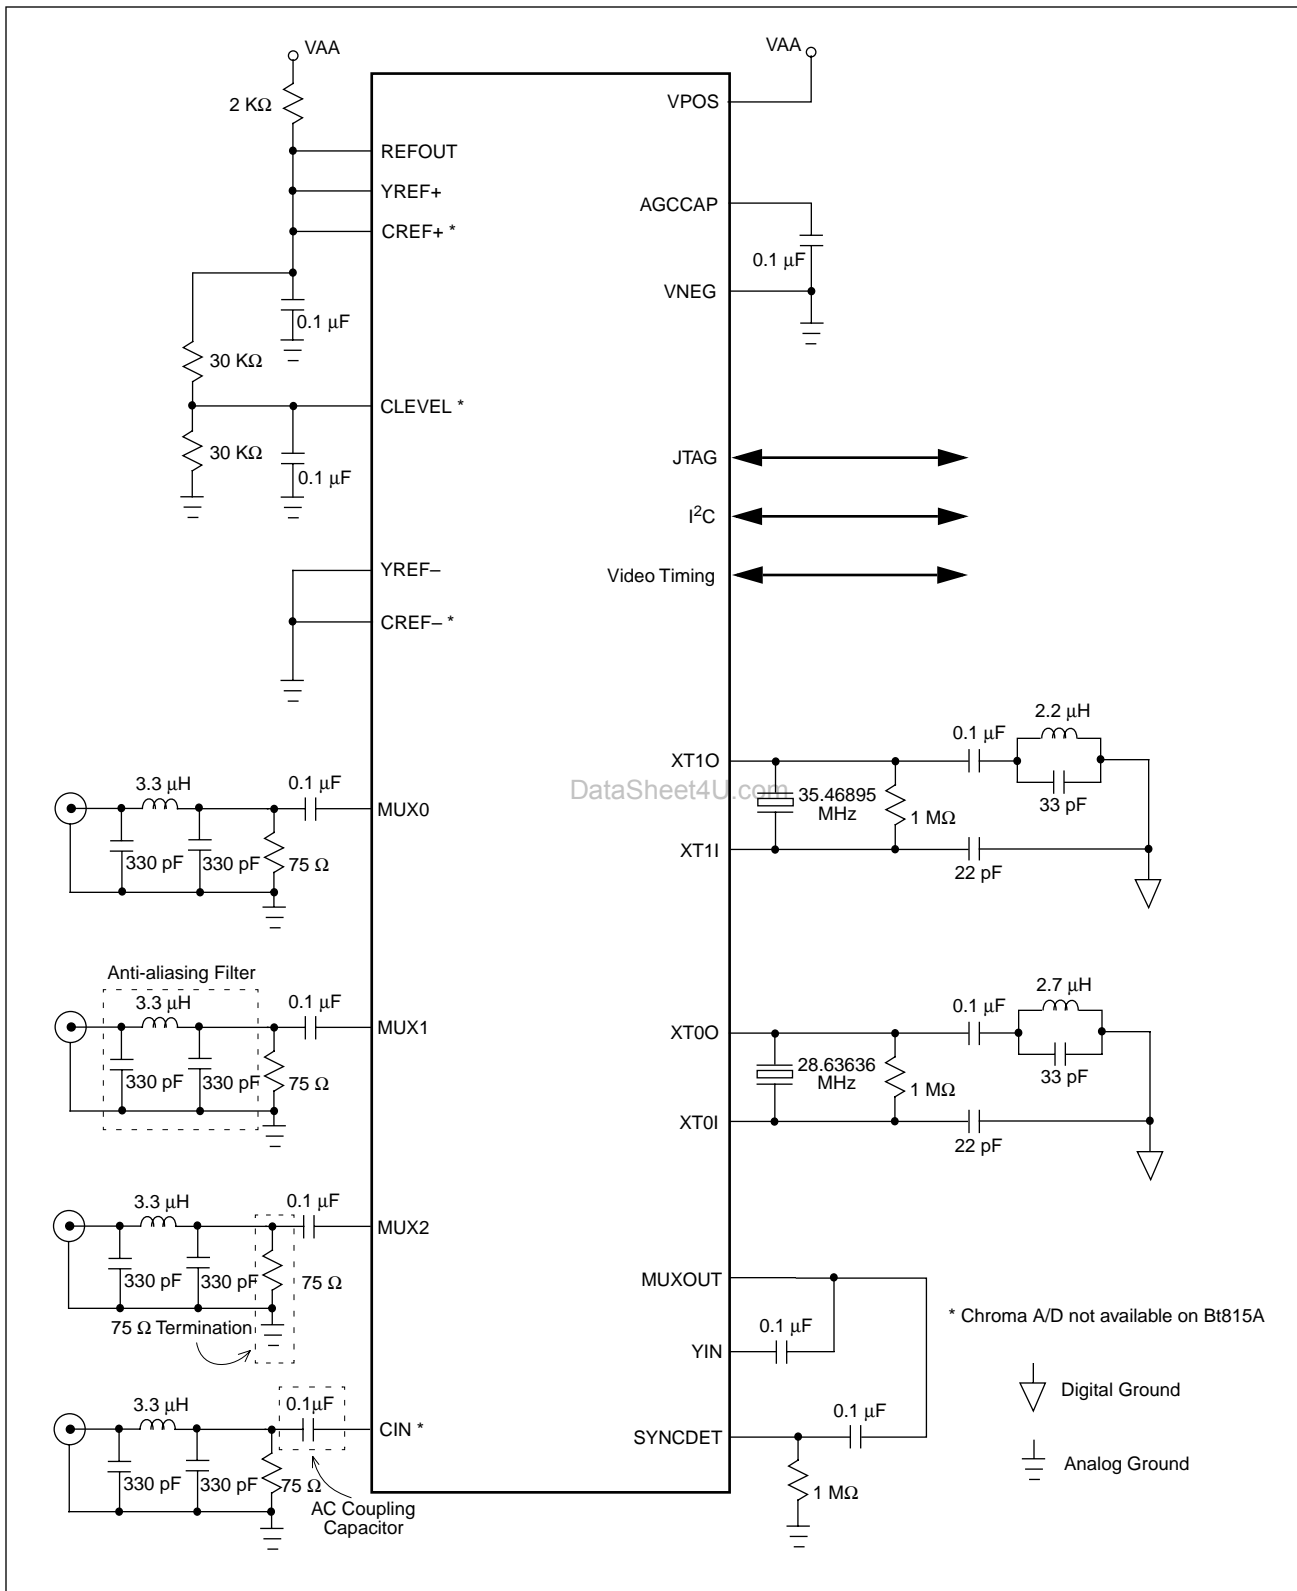 VAA
2 KΩ
REFOUT
YREF+
CREF+ *
0.1 μF
30 KΩ
CLEVEL *
30 KΩ
0.1 μF
YREF–
CREF– *
3.3 μH
0.1 μF
MUX0
330 pF
330 pF
75 Ω
Anti-aliasing Filter
3.3 μH
0.1 μF
MUX1
330 pF
330 pF
75 Ω
3.3 μH
0.1 μF
MUX2
330 pF
330 pF
75 Ω
75 Ω Termination
3.3 μH
0.1μF
CIN *
330 pF
330 pF
75 Ω
AC Coupling
Capacitor
VAA
VPOS
AGCCAP
0.1 μF
VNEG
JTAG
I²C
Video Timing
2.2 μH
0.1 μF
XT1O
33 pF
DataSheet4U.com
35.46895
MHz
1 MΩ
XT1I
22 pF
2.7 μH
0.1 μF
XT0O
33 pF
28.63636
MHz
1 MΩ
XT0I
22 pF
MUXOUT
0.1 μF
YIN
0.1 μF
SYNCDET
1 MΩ
* Chroma A/D not available on Bt815A
Digital Ground
Analog Ground